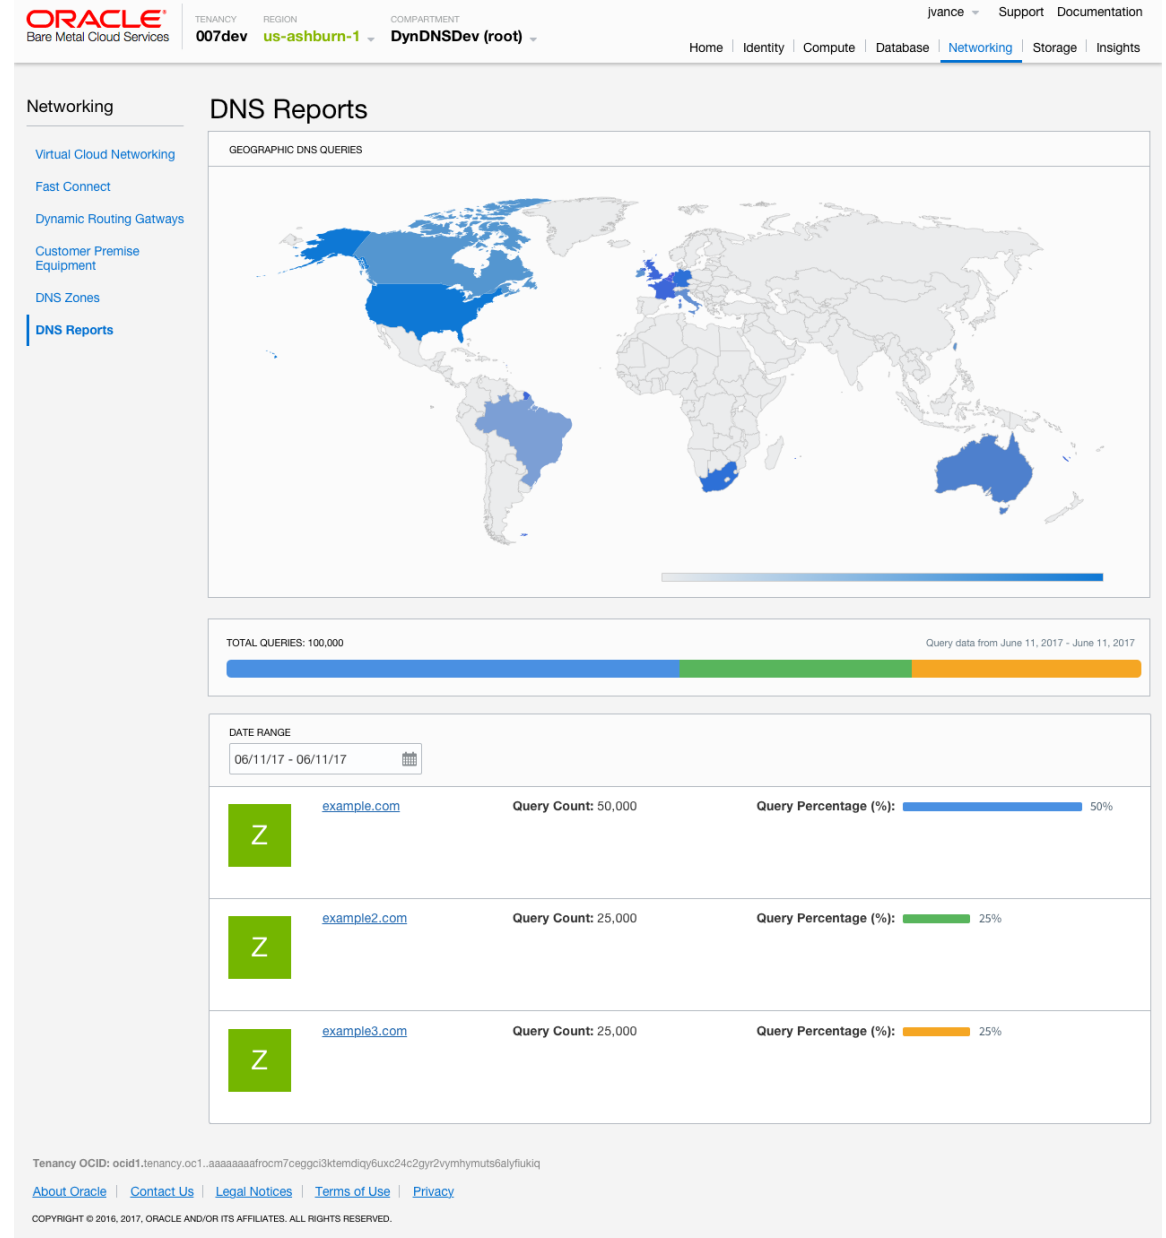 ORACLE®
Bare Metal Cloud Services
TENANCY
007dev
REGION
us-ashburn-1
COMPARTMENT
DynDNSDev (root)
jvance
Support
Documentation
Home
Identity
Compute
Database
Networking
Storage
Insights
Networking
Virtual Cloud Networking
Fast Connect
Dynamic Routing Gatways
Customer Premise
Equipment
DNS Zones
DNS Reports
DNS Reports
GEOGRAPHIC DNS QUERIES
TOTAL QUERIES: 100,000
Query data from June 11, 2017 - June 11, 2017
DATE RANGE
06/11/17 - 06/11/17
Z
example.com
Query Count: 50,000
Query Percentage (%):
50%
Z
example2.com
Query Count: 25,000
Query Percentage (%):
25%
Z
example3.com
Query Count: 25,000
Query Percentage (%):
25%
Tenancy OCID: ocid1.tenancy.oc1..aaaaaaaafrocm7ceggci3ktemdiqy6uxc24c2gyr2vymhymuts6alyfiukiq
About Oracle
Contact Us
Legal Notices
Terms of Use
Privacy
COPYRIGHT © 2016, 2017, ORACLE AND/OR ITS AFFILIATES. ALL RIGHTS RESERVED.